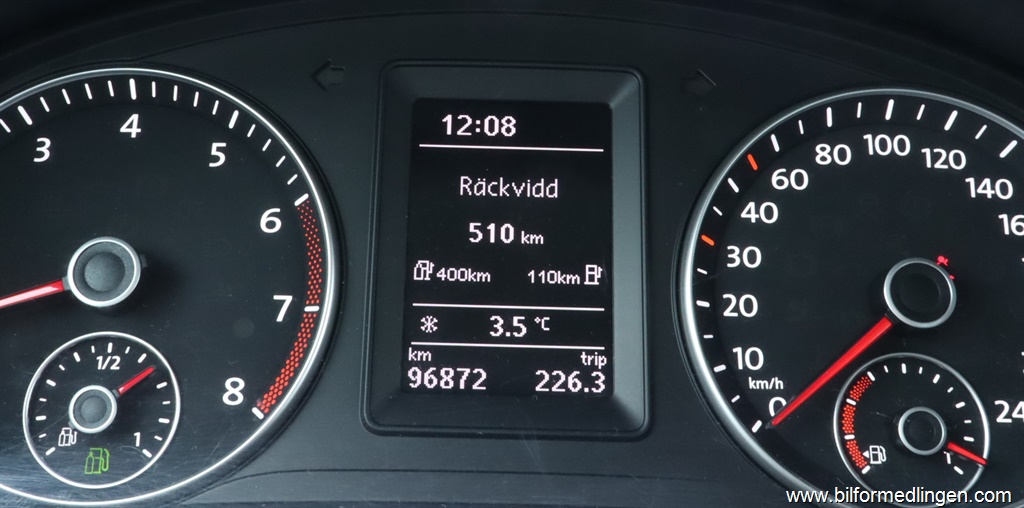 12:08
Räckvidd
510 km
400km 110km
3.5 °C
km trip
96872 226.3
3 4 5 6 7 8
1/2 1
0 10 20 30 40 60 80 100 120 140
km/h
1
www.bilformedlingen.com